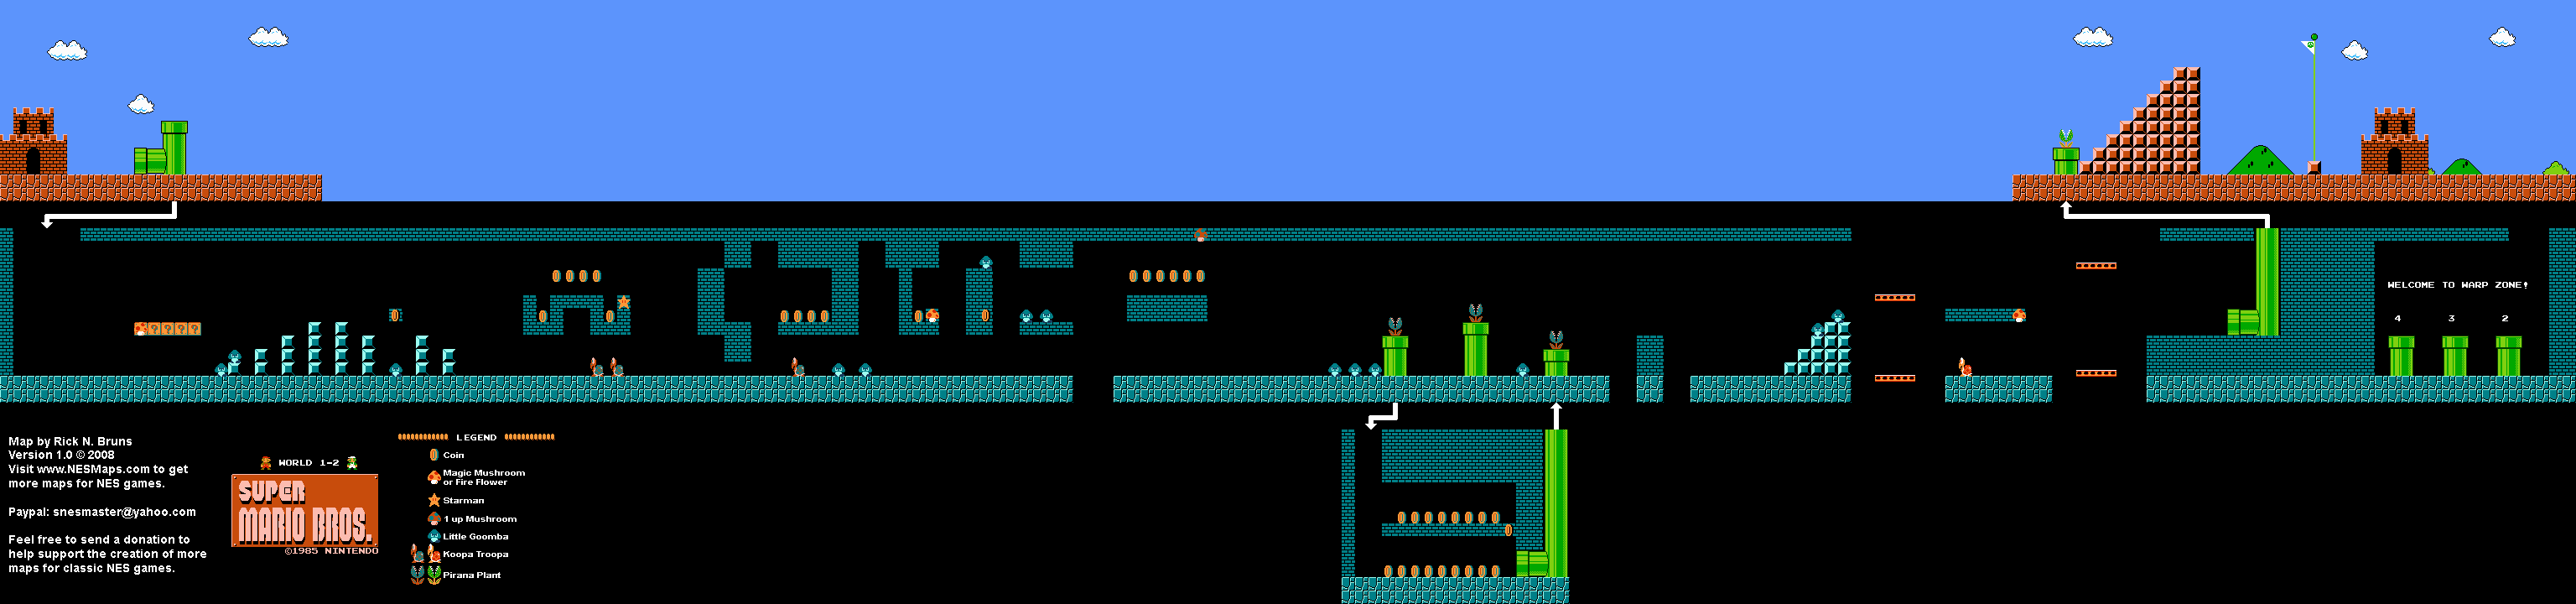 WELCOME TO WARP ZONE!
4 3 2
Map by Rick N. Bruns
Version 1.0 © 2008
Visit www.NESMaps.com to get
more maps for NES games.
Paypal: snesmaster@yahoo.com
Feel free to send a donation to
help support the creation of more
maps for classic NES games.
WORLD 1-2
SUPER
MARIO BROS.
©1985 NINTENDO
LEGEND
Coin
Magic Mushroom
or Fire Flower
Starman
1 up Mushroom
Little Goomba
Koopa Troopa
Pirana Plant
? ? ? ?